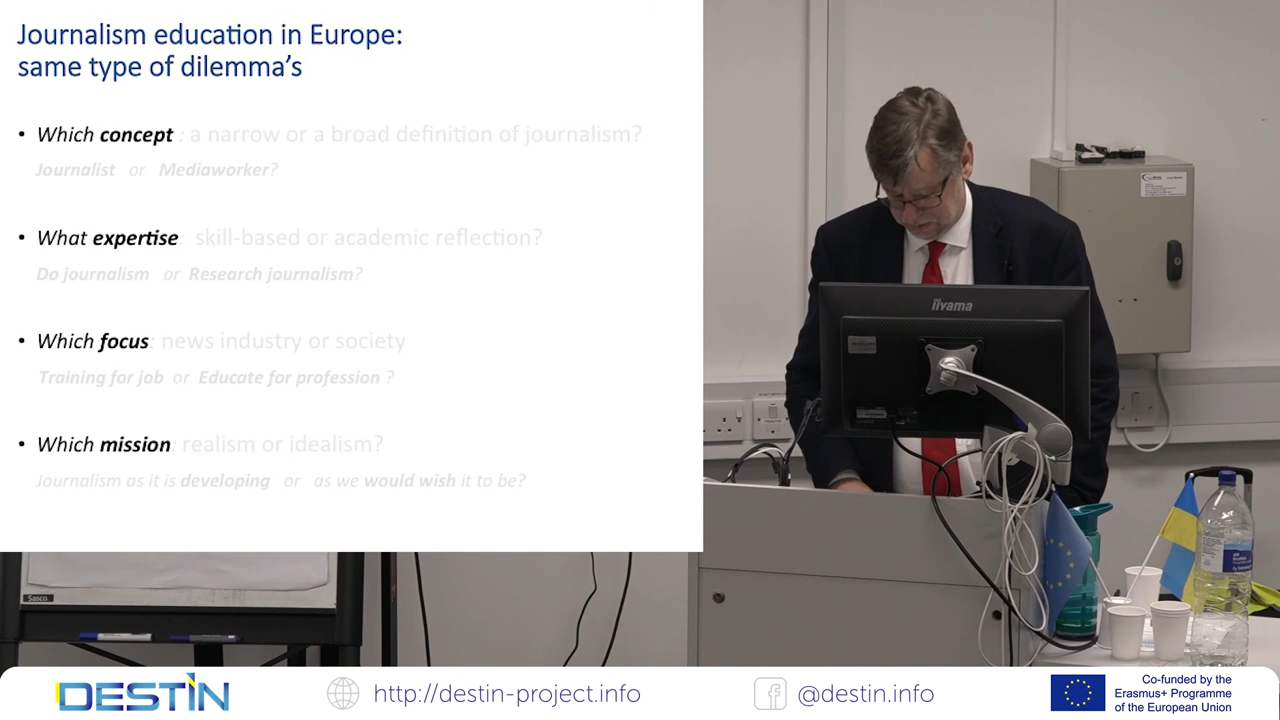 Journalism education in Europe:
same type of dilemma's
• Which concept : a narrow or a broad definition of journalism?
Journalist or Mediaworker?
• What expertise : skill-based or academic reflection?
Do journalism or Research journalism?
• Which focus : news industry or society
Training for job or Educate for profession ?
• Which mission : realism or idealism?
Journalism as it is developing or as we would wish it to be?
iiyama
Sasco.
DESTIN
http://destin-project.info
@destin.info
Co-funded by the
Erasmus+ Programme
of the European Union